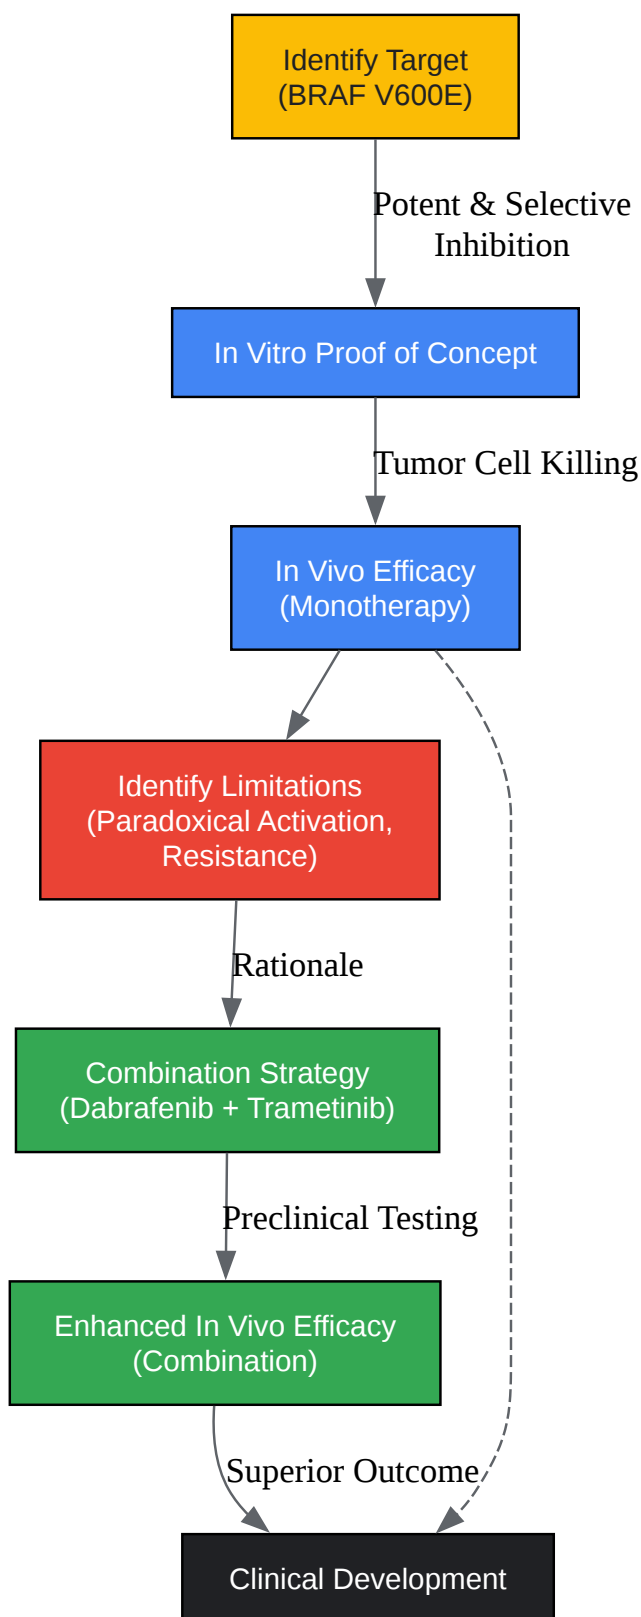 Identify Target
(BRAF V600E)
Potent & Selective
Inhibition
In Vitro Proof of Concept
Tumor Cell Killing
In Vivo Efficacy
(Monotherapy)
Identify Limitations
(Paradoxical Activation,
Resistance)
Rationale
Combination Strategy
(Dabrafenib + Trametinib)
Preclinical Testing
Enhanced In Vivo Efficacy
(Combination)
Superior Outcome
Clinical Development